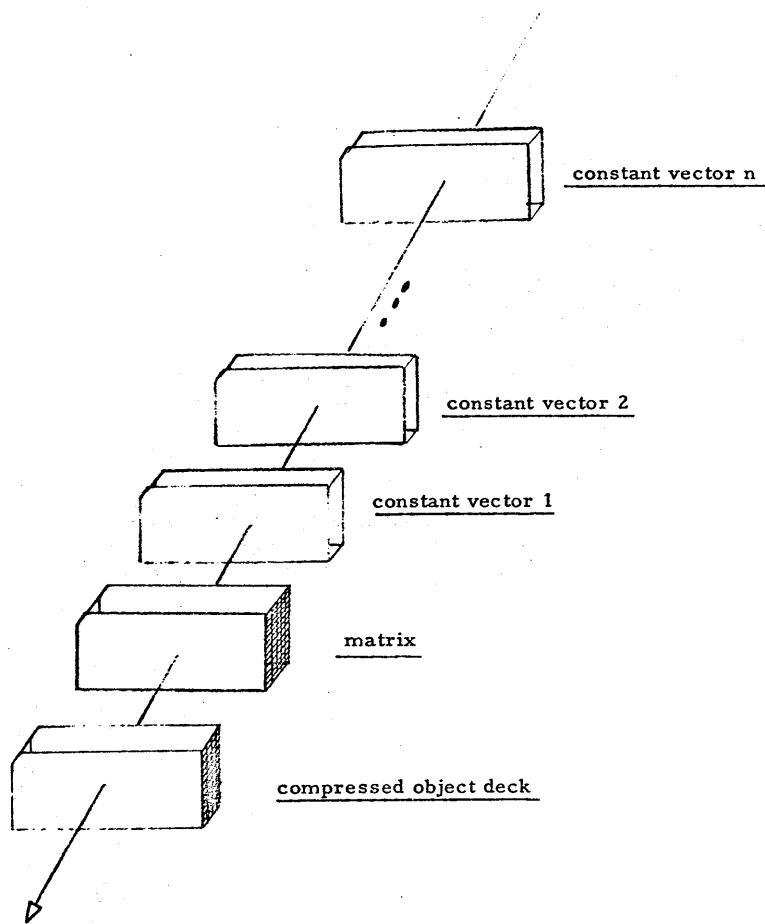 constant vector n
constant vector 2
constant vector 1
matrix
compressed object deck